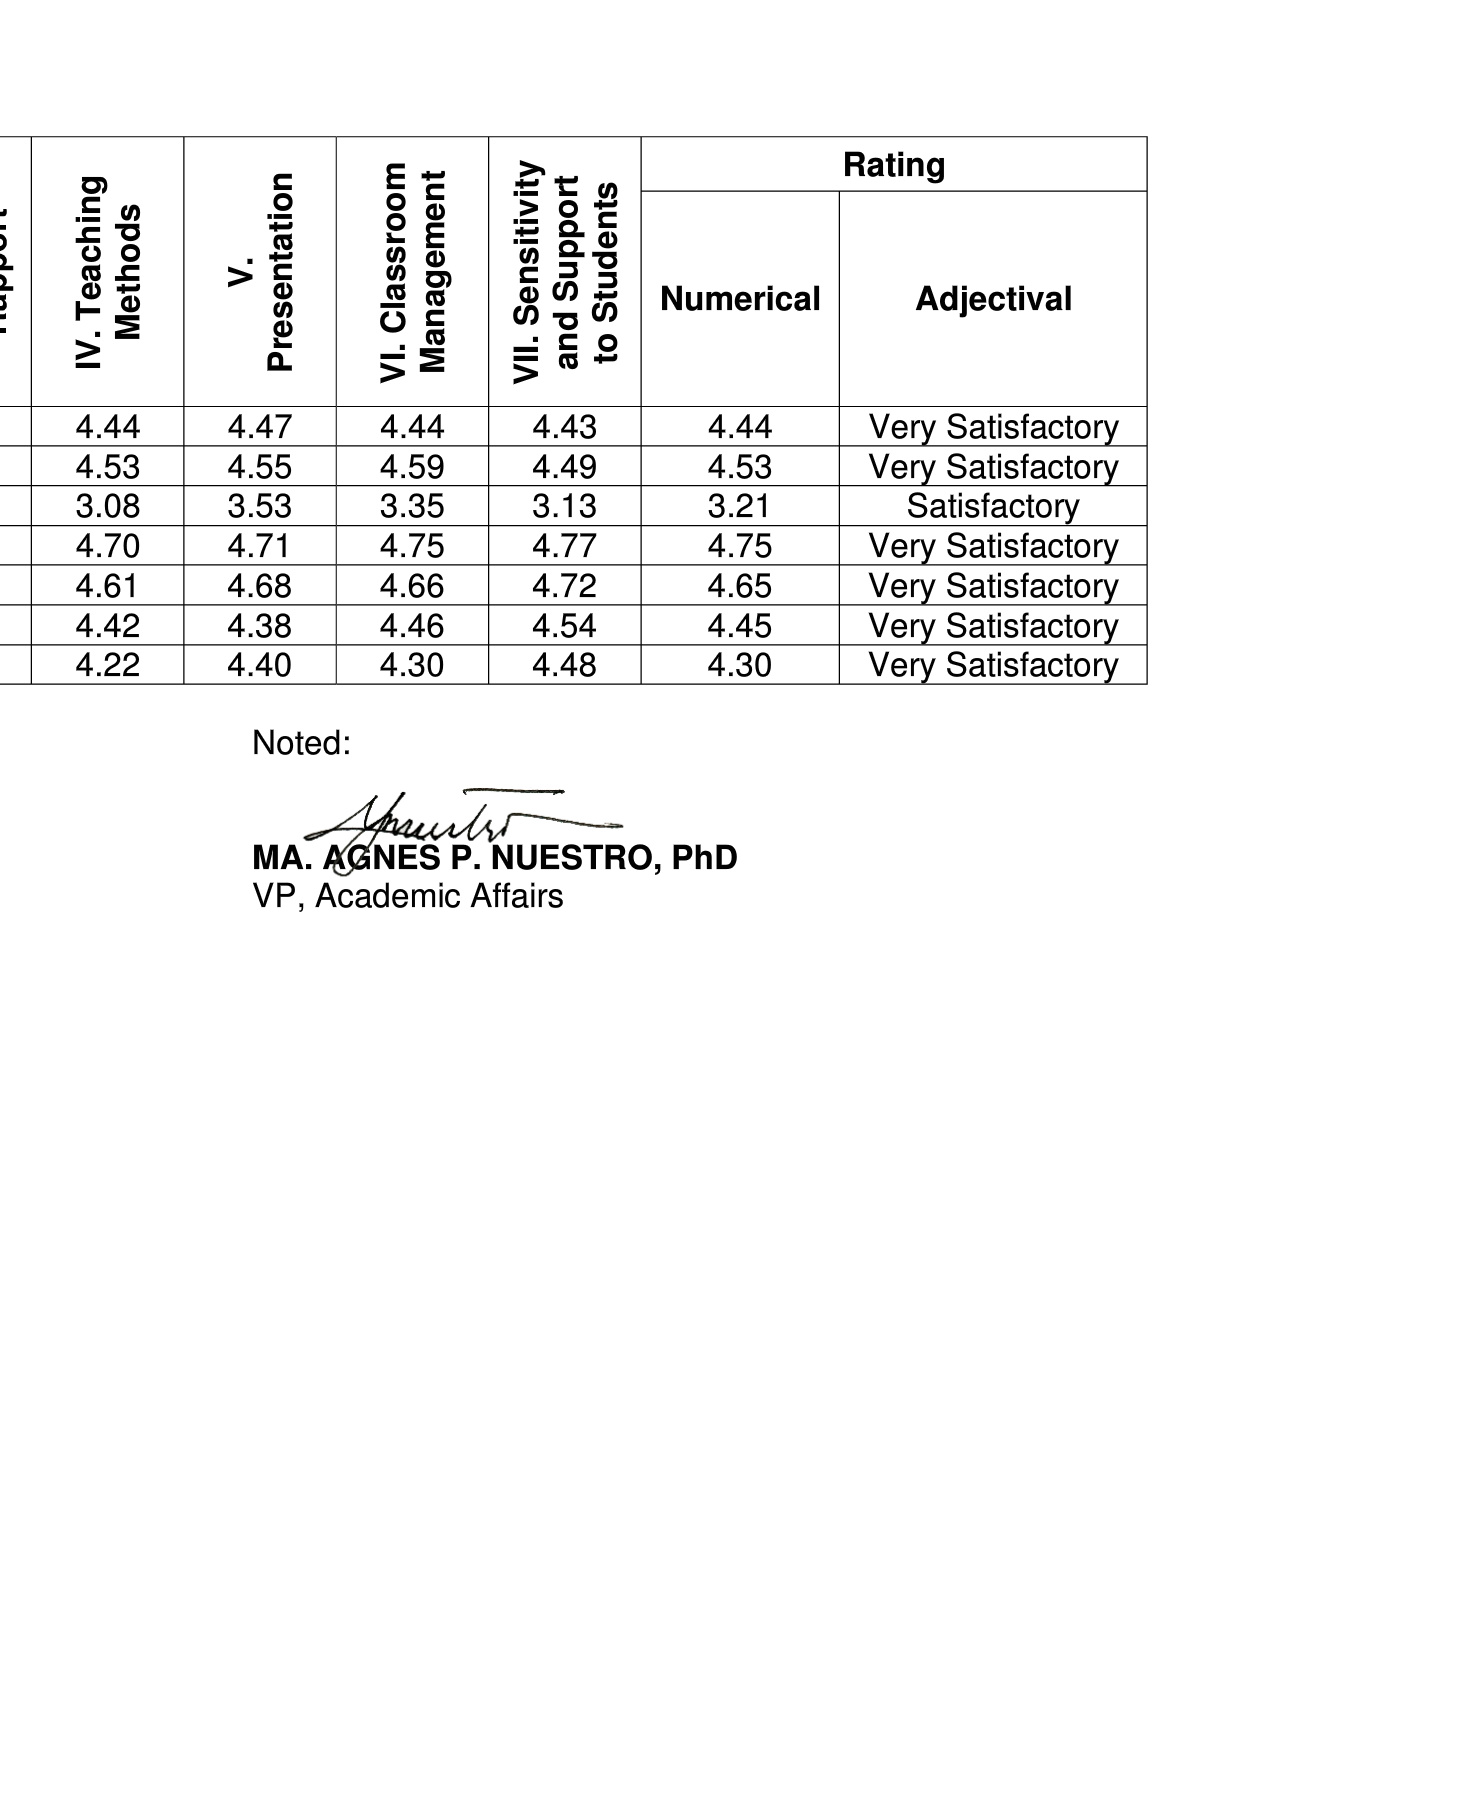 Rating
IV. Teaching
Methods
V.
Presentation
VI. Classroom
Management
VII. Sensitivity
and Support
to Students
Numerical
Adjectival
4.44 4.47 4.44 4.43 4.44 Very Satisfactory
4.53 4.55 4.59 4.49 4.53 Very Satisfactory
3.08 3.53 3.35 3.13 3.21 Satisfactory
4.70 4.71 4.75 4.77 4.75 Very Satisfactory
4.61 4.68 4.66 4.72 4.65 Very Satisfactory
4.42 4.38 4.46 4.54 4.45 Very Satisfactory
4.22 4.40 4.30 4.48 4.30 Very Satisfactory
Noted:
MA. AGNES P. NUESTRO, PhD
VP, Academic Affairs